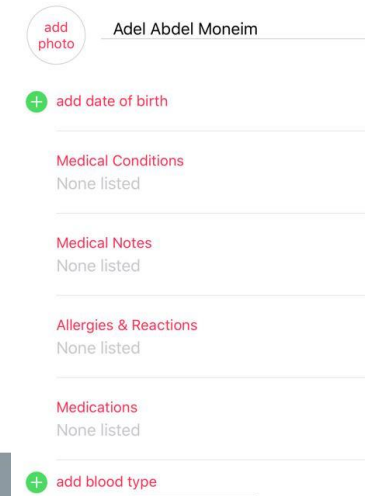 add
photo
Adel Abdel Moneim
add date of birth
Medical Conditions
None listed
Medical Notes
None listed
Allergies & Reactions
None listed
Medications
None listed
add blood type